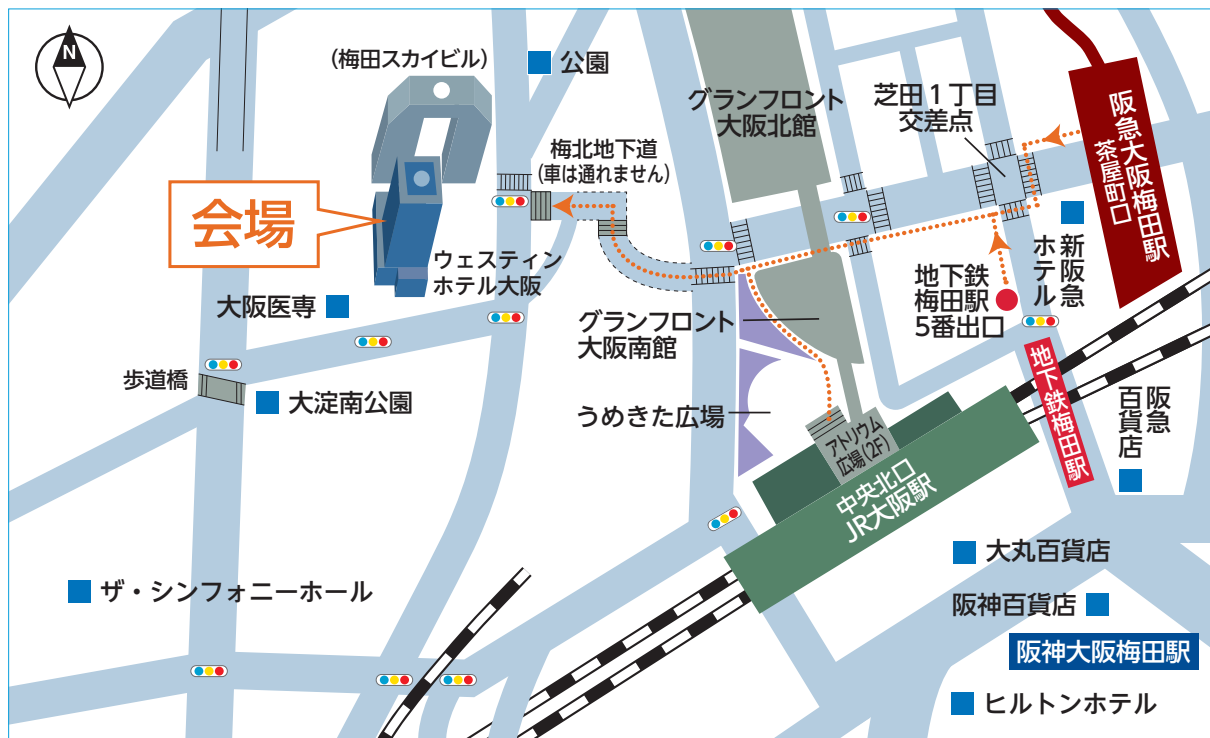 N
(梅田スカイビル)
公園
グランフロント
大阪北館
芝田1丁目
交差点
阪急大阪梅田駅
茶屋町口
梅北地下道
(車は通れません)
会場
ウェスティン
ホテル大阪
新阪急
ホテル
地下鉄
梅田駅
5番出口
大阪医専
グランフロント
大阪南館
歩道橋
大淀南公園
うめきた広場
アトリウム
広場(2F)
地下鉄梅田駅
阪急
百貨店
中央北口
JR大阪駅
大丸百貨店
ザ・シンフォニーホール
阪神百貨店
阪神大阪梅田駅
ヒルトンホテル